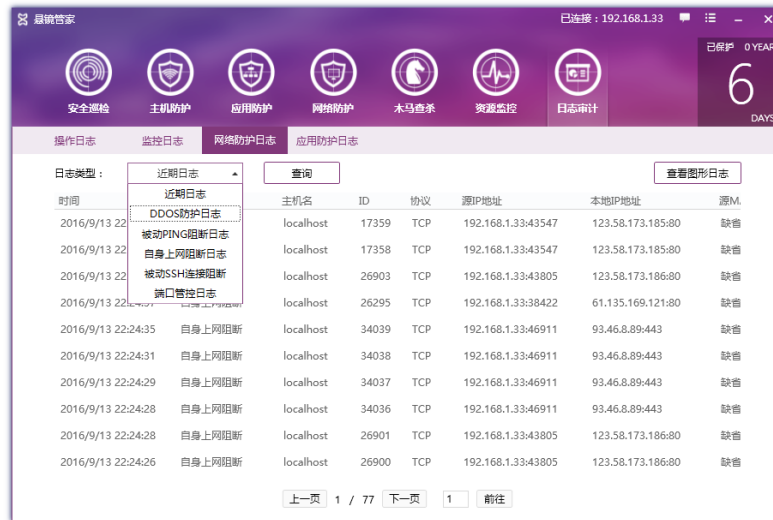 悬镜管家 已连接：192.168.1.33
已保护 0 YEAR
6
DAYS
安全巡检 主机防护 应用防护 网络防护 木马查杀 资源监控 日志审计
操作日志 监控日志 网络防护日志 应用防护日志
日志类型： 近期日志 查询 查看图形日志
近期日志
DDOS防护日志
被动PING阻断日志
自身上网阻断日志
被动SSH连接阻断
端口管控日志
时间 主机名 ID 协议 源IP地址 本地IP地址 源M.
2016/9/13 22 localhost 17359 TCP 192.168.1.33:43547 123.58.173.185:80 缺省
2016/9/13 22 localhost 17358 TCP 192.168.1.33:43547 123.58.173.185:80 缺省
2016/9/13 22 localhost 26903 TCP 192.168.1.33:43805 123.58.173.186:80 缺省
2016/9/13 22:24:37 自身上网阻断 localhost 26295 TCP 192.168.1.33:38422 61.135.169.121:80 缺省
2016/9/13 22:24:35 自身上网阻断 localhost 34039 TCP 192.168.1.33:46911 93.46.8.89:443 缺省
2016/9/13 22:24:31 自身上网阻断 localhost 34038 TCP 192.168.1.33:46911 93.46.8.89:443 缺省
2016/9/13 22:24:29 自身上网阻断 localhost 34037 TCP 192.168.1.33:46911 93.46.8.89:443 缺省
2016/9/13 22:24:28 自身上网阻断 localhost 34036 TCP 192.168.1.33:46911 93.46.8.89:443 缺省
2016/9/13 22:24:28 自身上网阻断 localhost 26901 TCP 192.168.1.33:43805 123.58.173.186:80 缺省
2016/9/13 22:24:26 自身上网阻断 localhost 26900 TCP 192.168.1.33:43805 123.58.173.186:80 缺省
上一页 1 / 77 下一页 1 前往